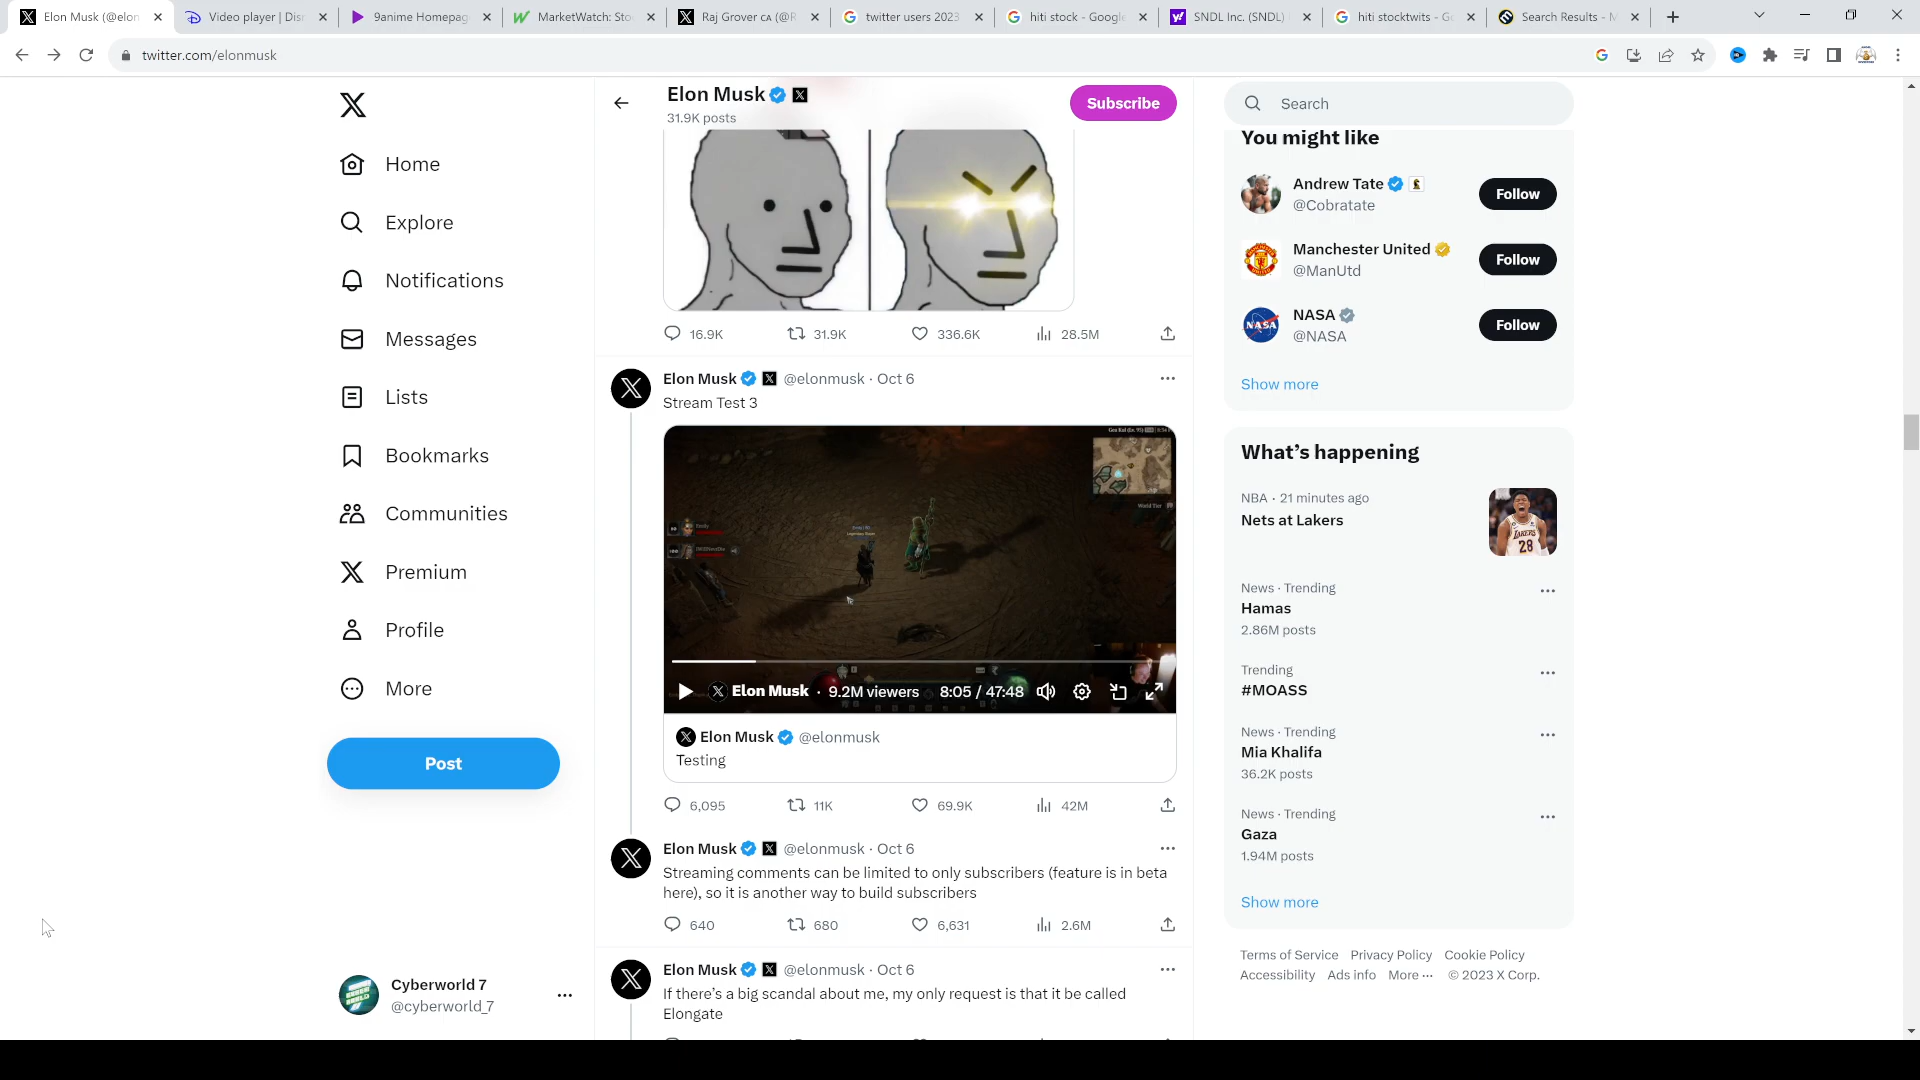 Elon Musk (@elon
Video player | Disn
9anime Homepag
MarketWatch: Sto
Raj Grover CA (@R
twitter users 2023
hiti stock - Google
SNDL Inc. (SNDL)
hiti stocktwits - G
Search Results -
twitter.com/elonmusk
Home
Explore
Notifications
Messages
Lists
Bookmarks
Communities
Premium
Profile
More
Post
Cyberworld 7
@cyberworld_7
Elon Musk
31.9K posts
Subscribe
16.9K 31.9K 336.6K 28.5M
Elon Musk @elonmusk · Oct 6
Stream Test 3
World Tier
Elon Musk · 9.2M viewers 8:05 / 47:48
Elon Musk @elonmusk
Testing
6,095 11K 69.9K 42M
Elon Musk @elonmusk · Oct 6
Streaming comments can be limited to only subscribers (feature is in beta
here), so it is another way to build subscribers
640 680 6,631 2.6M
Elon Musk @elonmusk · Oct 6
If there's a big scandal about me, my only request is that it be called
Elongate
Search
You might like
Andrew Tate
@Cobratate
Follow
Manchester United
@ManUtd
Follow
NASA
NASA
@NASA
Follow
Show more
What's happening
NBA · 21 minutes ago
Nets at Lakers
LAKERS
28
News · Trending
Hamas
2.86M posts
Trending
#MOASS
News · Trending
Mia Khalifa
36.2K posts
News · Trending
Gaza
1.94M posts
Show more
Terms of Service Privacy Policy Cookie Policy
Accessibility Ads info More ··· © 2023 X Corp.